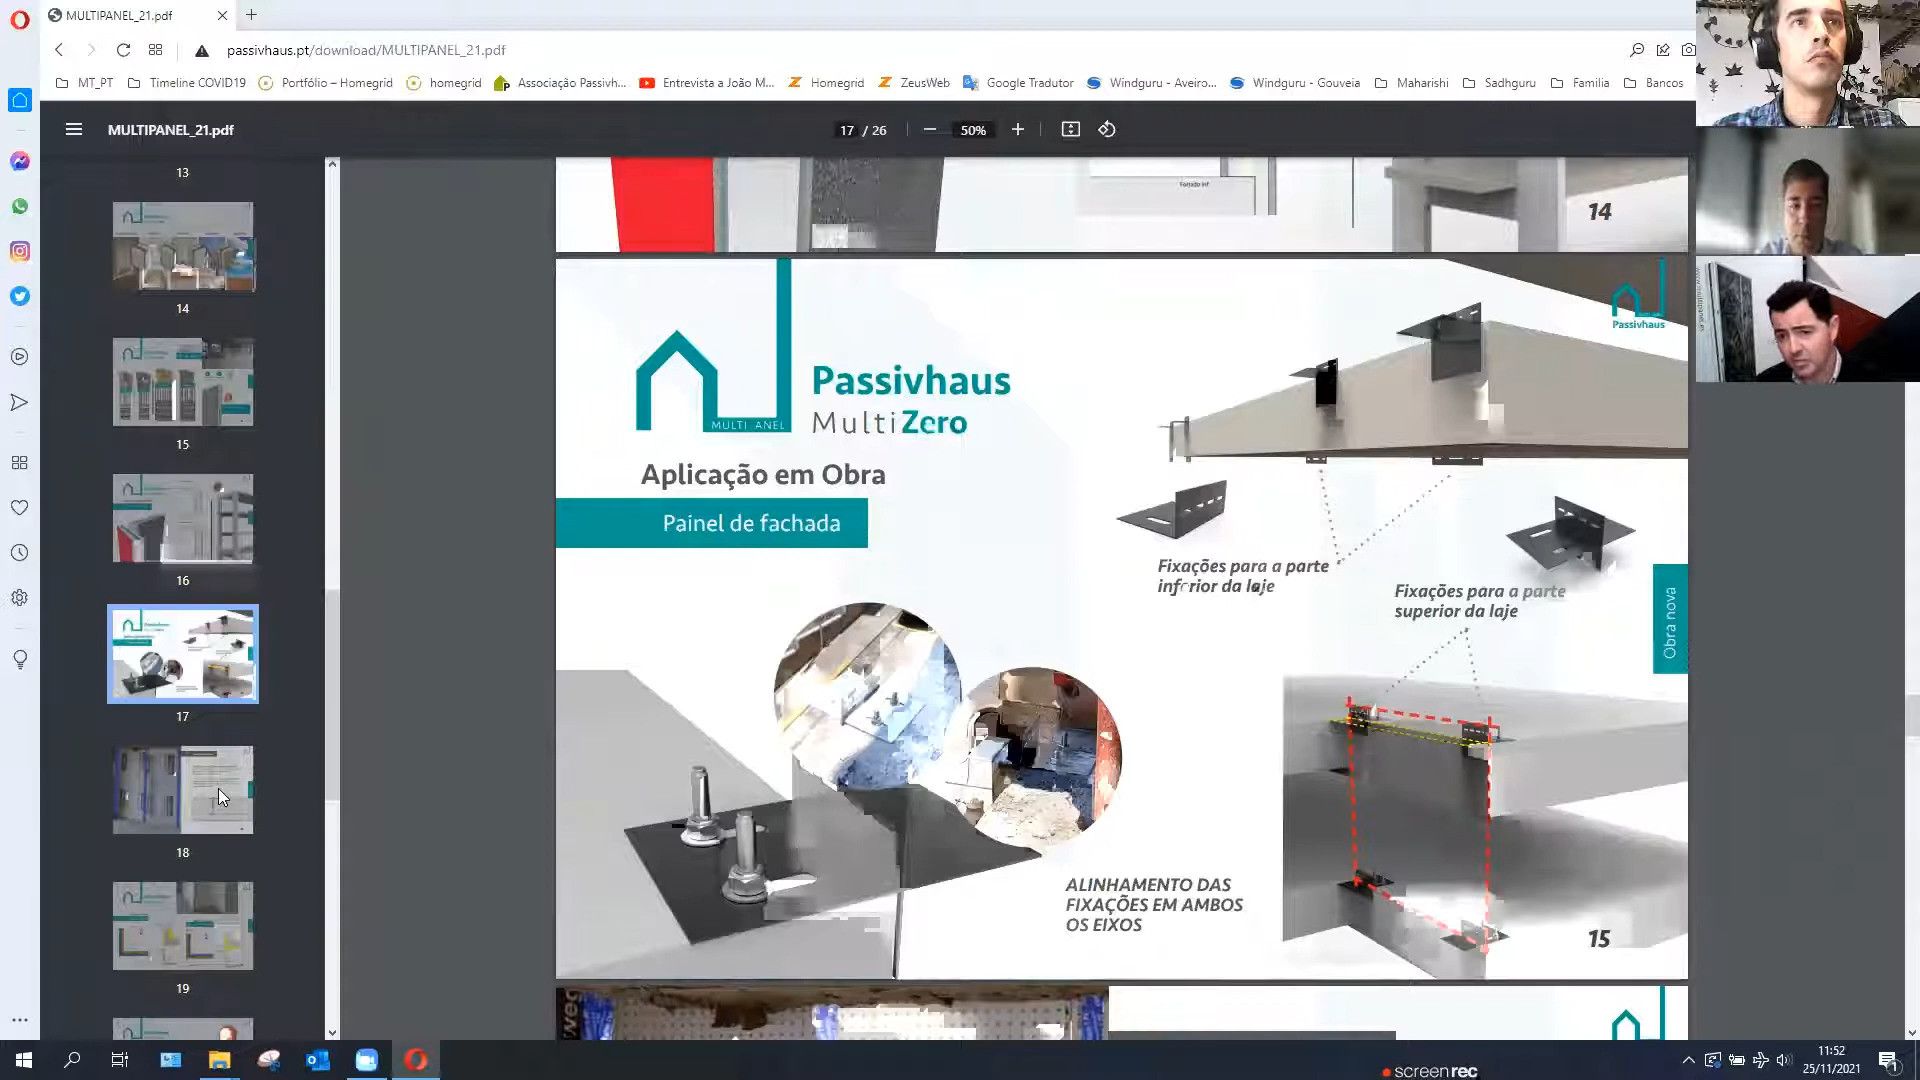 MULTIPANEL_21.pdf
passivhaus.pt/download/MULTIPANEL_21.pdf
MT_PT
Timeline COVID19
Portfólio – Homegrid
homegrid
Associação Passivh...
Entrevista a João M...
Homegrid
ZeusWeb
Google Tradutor
Windguru - Aveiro...
Windguru - Gouveia
Maharishi
Sadhguru
Familia
Bancos
MULTIPANEL_21.pdf
17 / 26
50%
13
14
15
16
17
18
19
Forjado inf
14
MULTI ANEL
Passivhaus
MultiZero
Passivhaus
Aplicação em Obra
Painel de fachada
Fixações para a parte
inferior da laje
Fixações para a parte
superior da laje
Obra nova
ALINHAMENTO DAS
FIXAÇÕES EM AMBOS
OS EIXOS
15
screenrec
11:52
25/11/2021
1